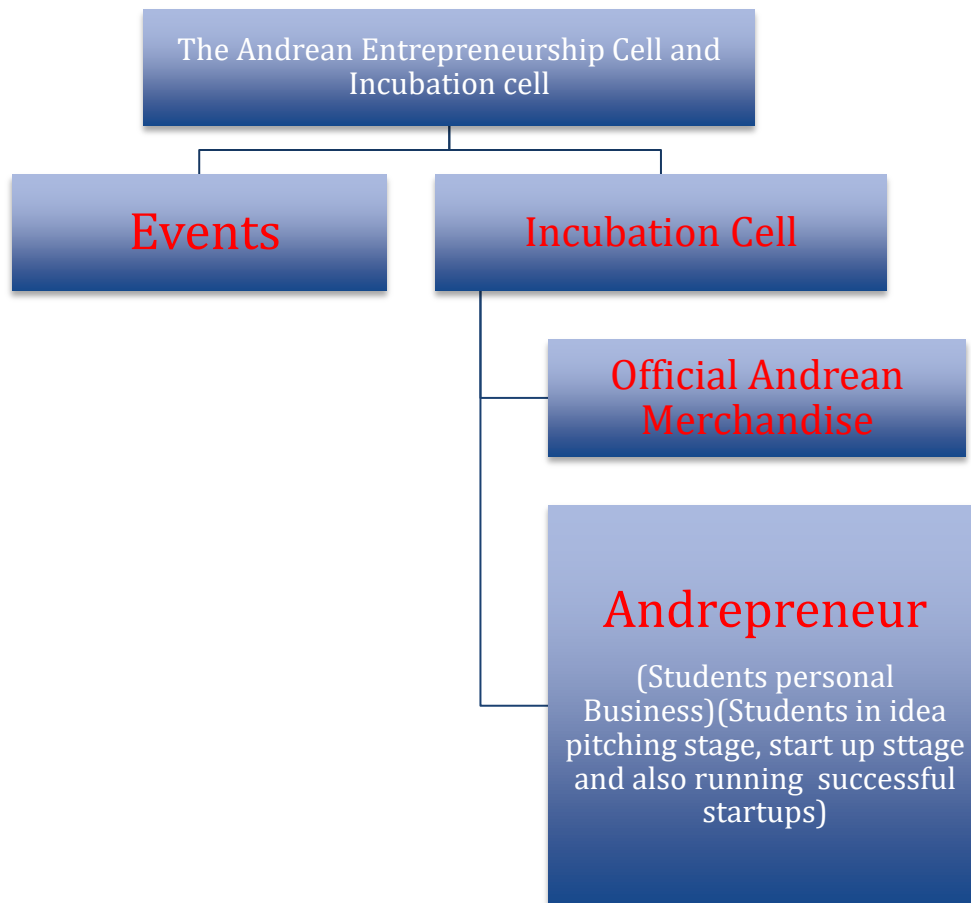 The Andrean Entrepreneurship Cell and
Incubation cell
Events
Incubation Cell
Official Andrean
Merchandise
Andrepreneur
(Students personal
Business)(Students in idea
pitching stage, start up sttage
and also running  successful
startups)